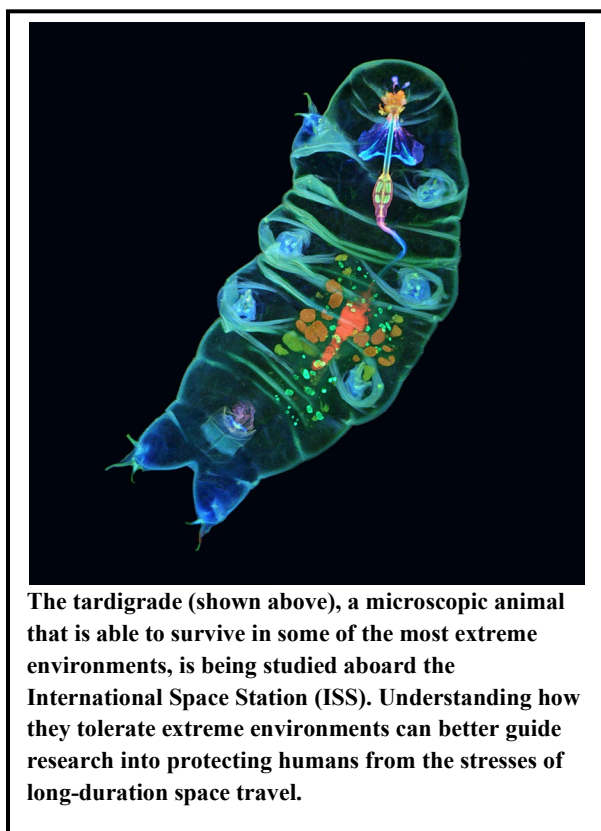 The tardigrade (shown above), a microscopic animal
that is able to survive in some of the most extreme
environments, is being studied aboard the
International Space Station (ISS). Understanding how
they tolerate extreme environments can better guide
research into protecting humans from the stresses of
long-duration space travel.